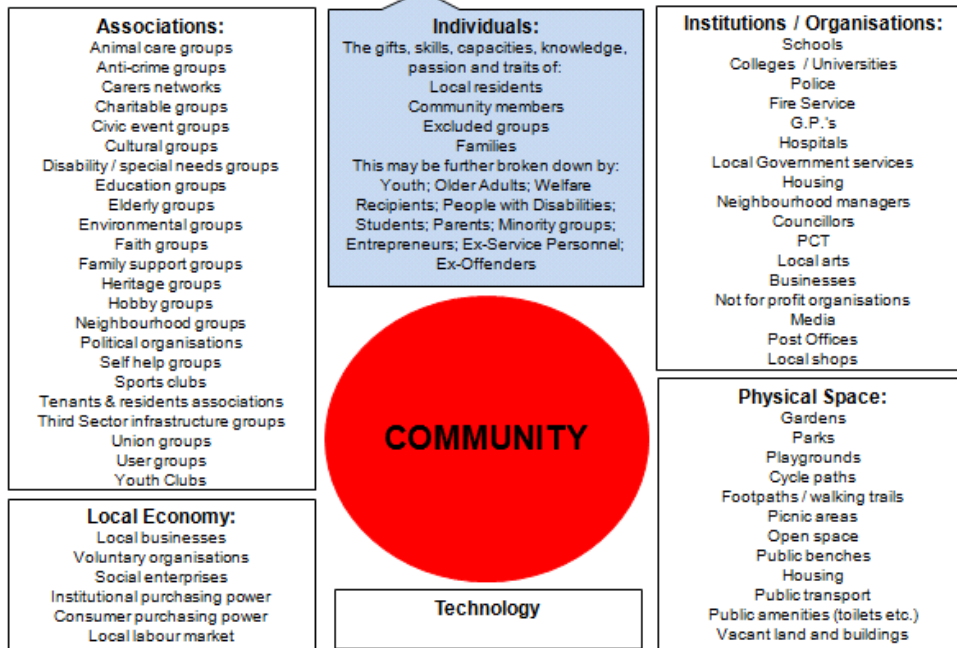 Associations:
Animal care groups
Anti-crime groups
Carers networks
Charitable groups
Civic event groups
Cultural groups
Disability / special needs groups
Education groups
Elderly groups
Environmental groups
Faith groups
Family support groups
Heritage groups
Hobby groups
Neighbourhood groups
Political organisations
Self help groups
Sports clubs
Tenants & residents associations
Third Sector infrastructure groups
Union groups
User groups
Youth Clubs
Individuals:
The gifts, skills, capacities, knowledge,
passion and traits of:
Local residents
Community members
Excluded groups
Families
This may be further broken down by:
Youth; Older Adults; Welfare
Recipients; People with Disabilities;
Students; Parents; Minority groups;
Entrepreneurs; Ex-Service Personnel;
Ex-Offenders
Institutions / Organisations:
Schools
Colleges / Universities
Police
Fire Service
G.P.'s
Hospitals
Local Government services
Housing
Neighbourhood managers
Councillors
PCT
Local arts
Businesses
Not for profit organisations
Media
Post Offices
Local shops
COMMUNITY
Physical Space:
Gardens
Parks
Playgrounds
Cycle paths
Footpaths / walking trails
Picnic areas
Open space
Public benches
Housing
Public transport
Public amenities (toilets etc.)
Vacant land and buildings
Local Economy:
Local businesses
Voluntary organisations
Social enterprises
Institutional purchasing power
Consumer purchasing power
Local labour market
Technology